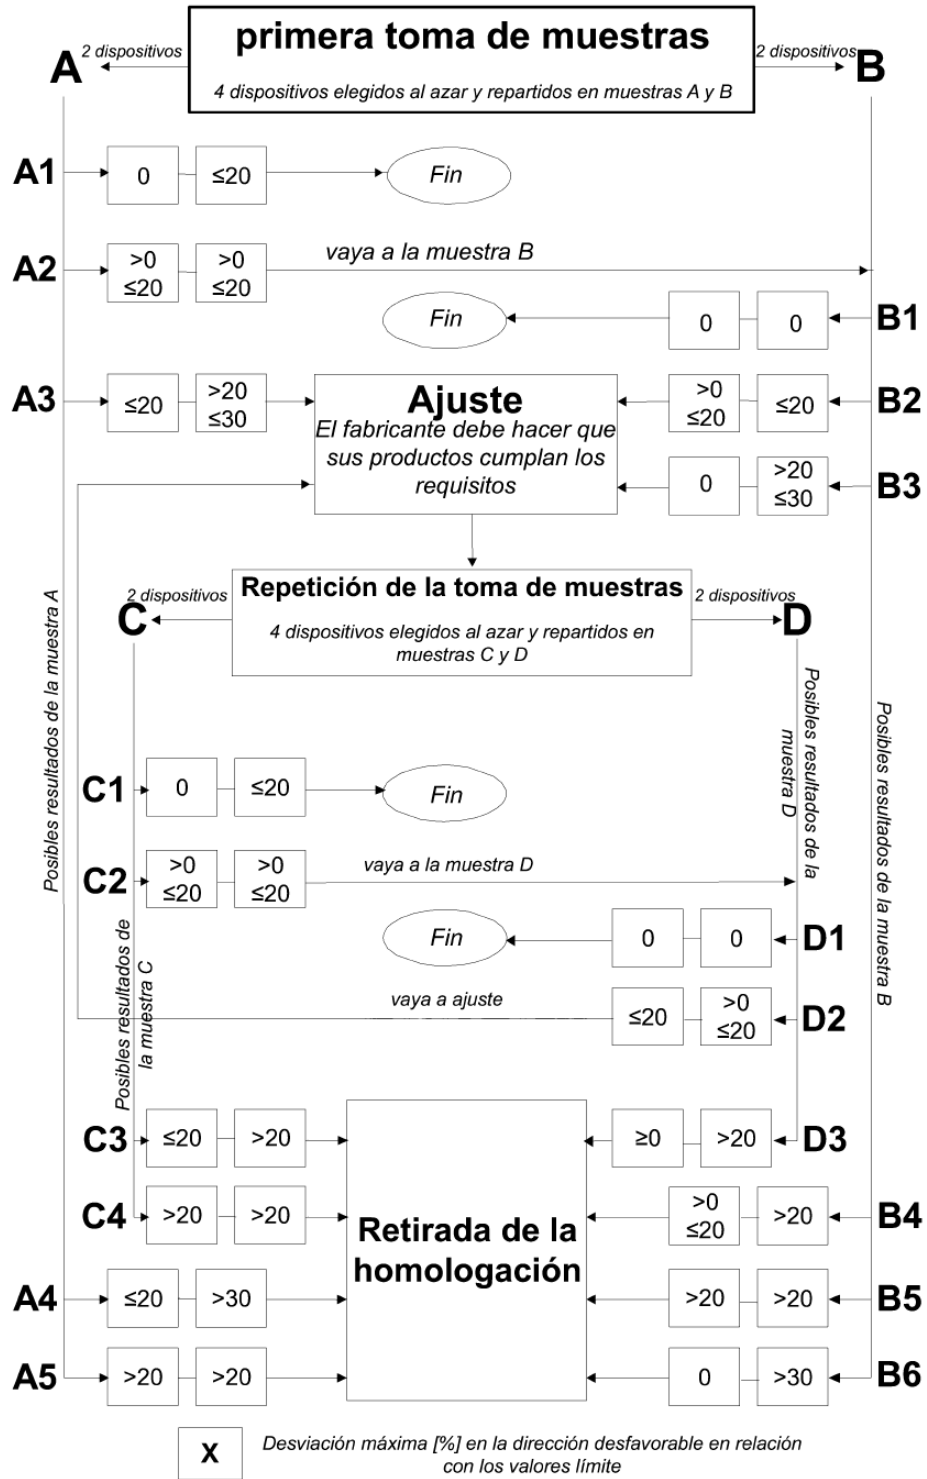 primera toma de muestras
4 dispositivos elegidos al azar y repartidos en muestras A y B
A
2 dispositivos
2 dispositivos
B
A1
0
≤20
Fin
A2
>0
≤20
>0
≤20
vaya a la muestra B
Fin
0
0
B1
A3
≤20
>20
≤30
Ajuste
El fabricante debe hacer que
sus productos cumplan los
requisitos
>0
≤20
≤20
B2
0
>20
≤30
B3
Posibles resultados de la muestra A
C
2 dispositivos
Repetición de la toma de muestras
4 dispositivos elegidos al azar y repartidos en
muestras C y D
2 dispositivos
D
Posibles resultados de la
muestra D
Posibles resultados de la muestra B
C1
0
≤20
Fin
C2
>0
≤20
>0
≤20
vaya a la muestra D
Posibles resultados de
la muestra C
Fin
0
0
D1
vaya a ajuste
≤20
>0
≤20
D2
C3
≤20
>20
Retirada de la
homologación
≥0
>20
D3
C4
>20
>20
>0
≤20
>20
B4
A4
≤20
>30
>20
>20
B5
A5
>20
>20
0
>30
B6
X
Desviación máxima [%] en la dirección desfavorable en relación
con los valores límite